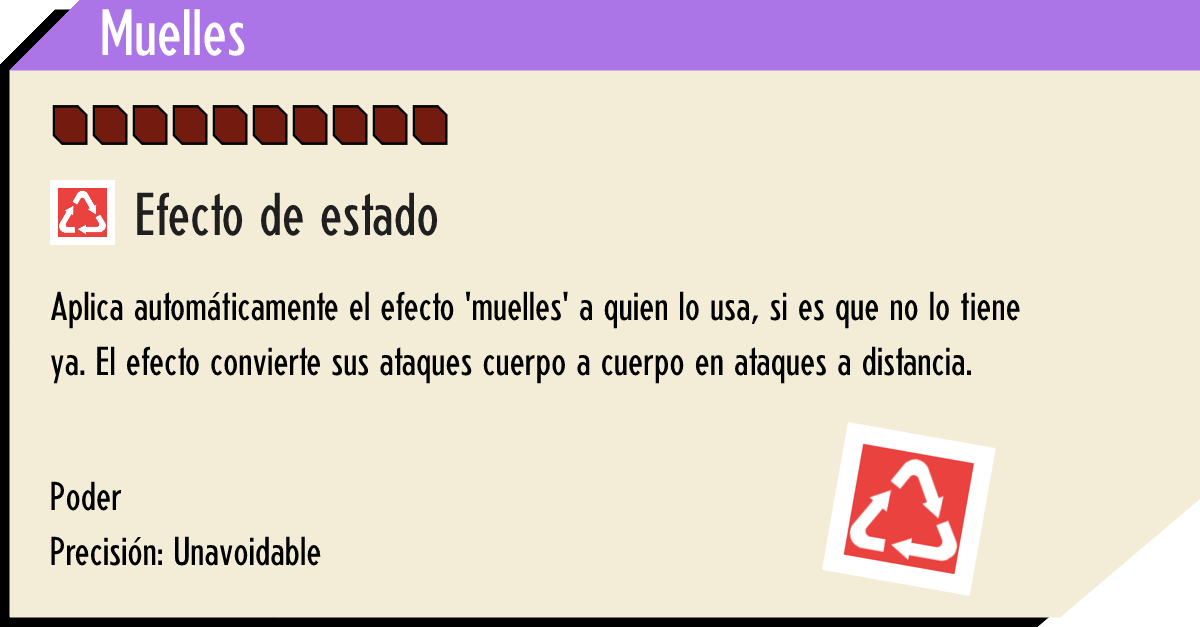 Muelles
Efecto de estado
Aplica automáticamente el efecto 'muelles' a quien lo usa, si es que no lo tiene
ya. El efecto convierte sus ataques cuerpo a cuerpo en ataques a distancia.
Poder
Precisión: Unavoidable